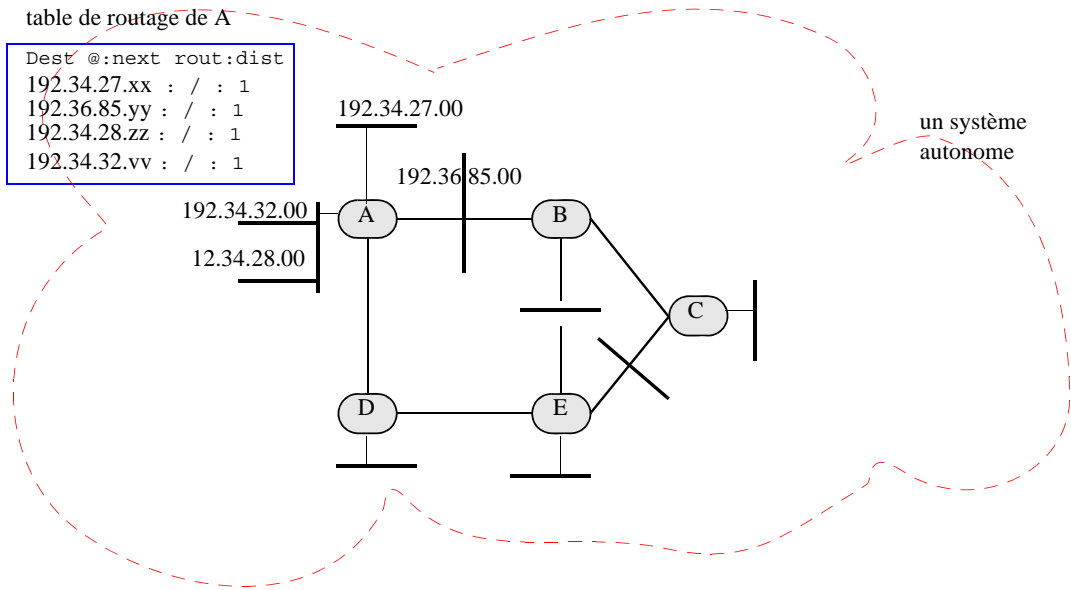 table de routage de A
Dest @:next rout:dist
192.34.27.xx : / : 1
192.36.85.yy : / : 1
192.34.28.zz : / : 1
192.34.32.vv : / : 1
192.34.27.00
un système
autonome
192.36.85.00
192.34.32.00
A
B
12.34.28.00
C
D
E